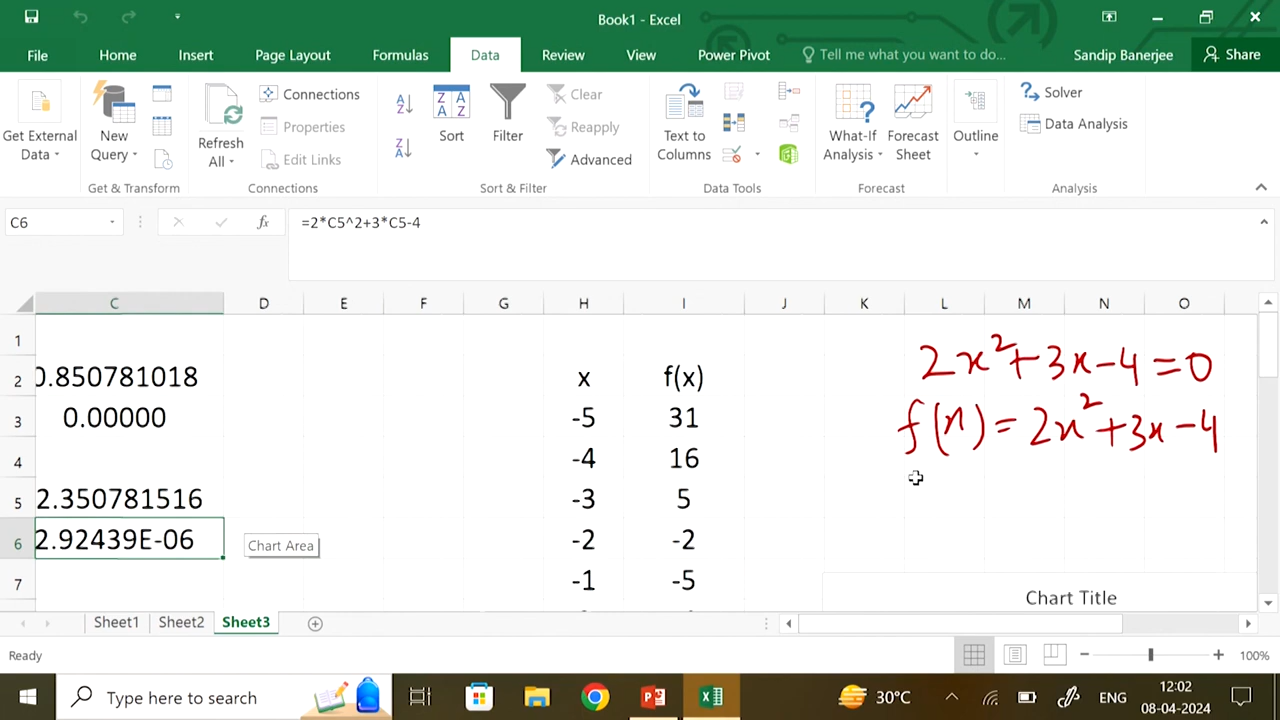 Book1 - Excel
File Home Insert Page Layout Formulas Data Review View Power Pivot Tell me what you want to do... Sandip Banerjee Share
Get External Data
New Query
Refresh All
Connections
Properties
Edit Links
Sort
Filter
Clear
Reapply
Advanced
Text to Columns
What-If Analysis
Forecast Sheet
Outline
Solver
Data Analysis
Get & Transform Connections Sort & Filter Data Tools Forecast Analysis
C6 fx =2*C5^2+3*C5-4
C D E F G H I J K L M N O
1 2x²+3x-4=0
2 0.850781018 x f(x)
3 0.00000 -5 31 f(x)=2x²+3x-4
4 -4 16
5 2.350781516 -3 5
6 2.92439E-06 Chart Area -2 -2
7 -1 -5
Chart Title
Sheet1 Sheet2 Sheet3
Ready 100%
Type here to search 30°C ENG 12:02
08-04-2024